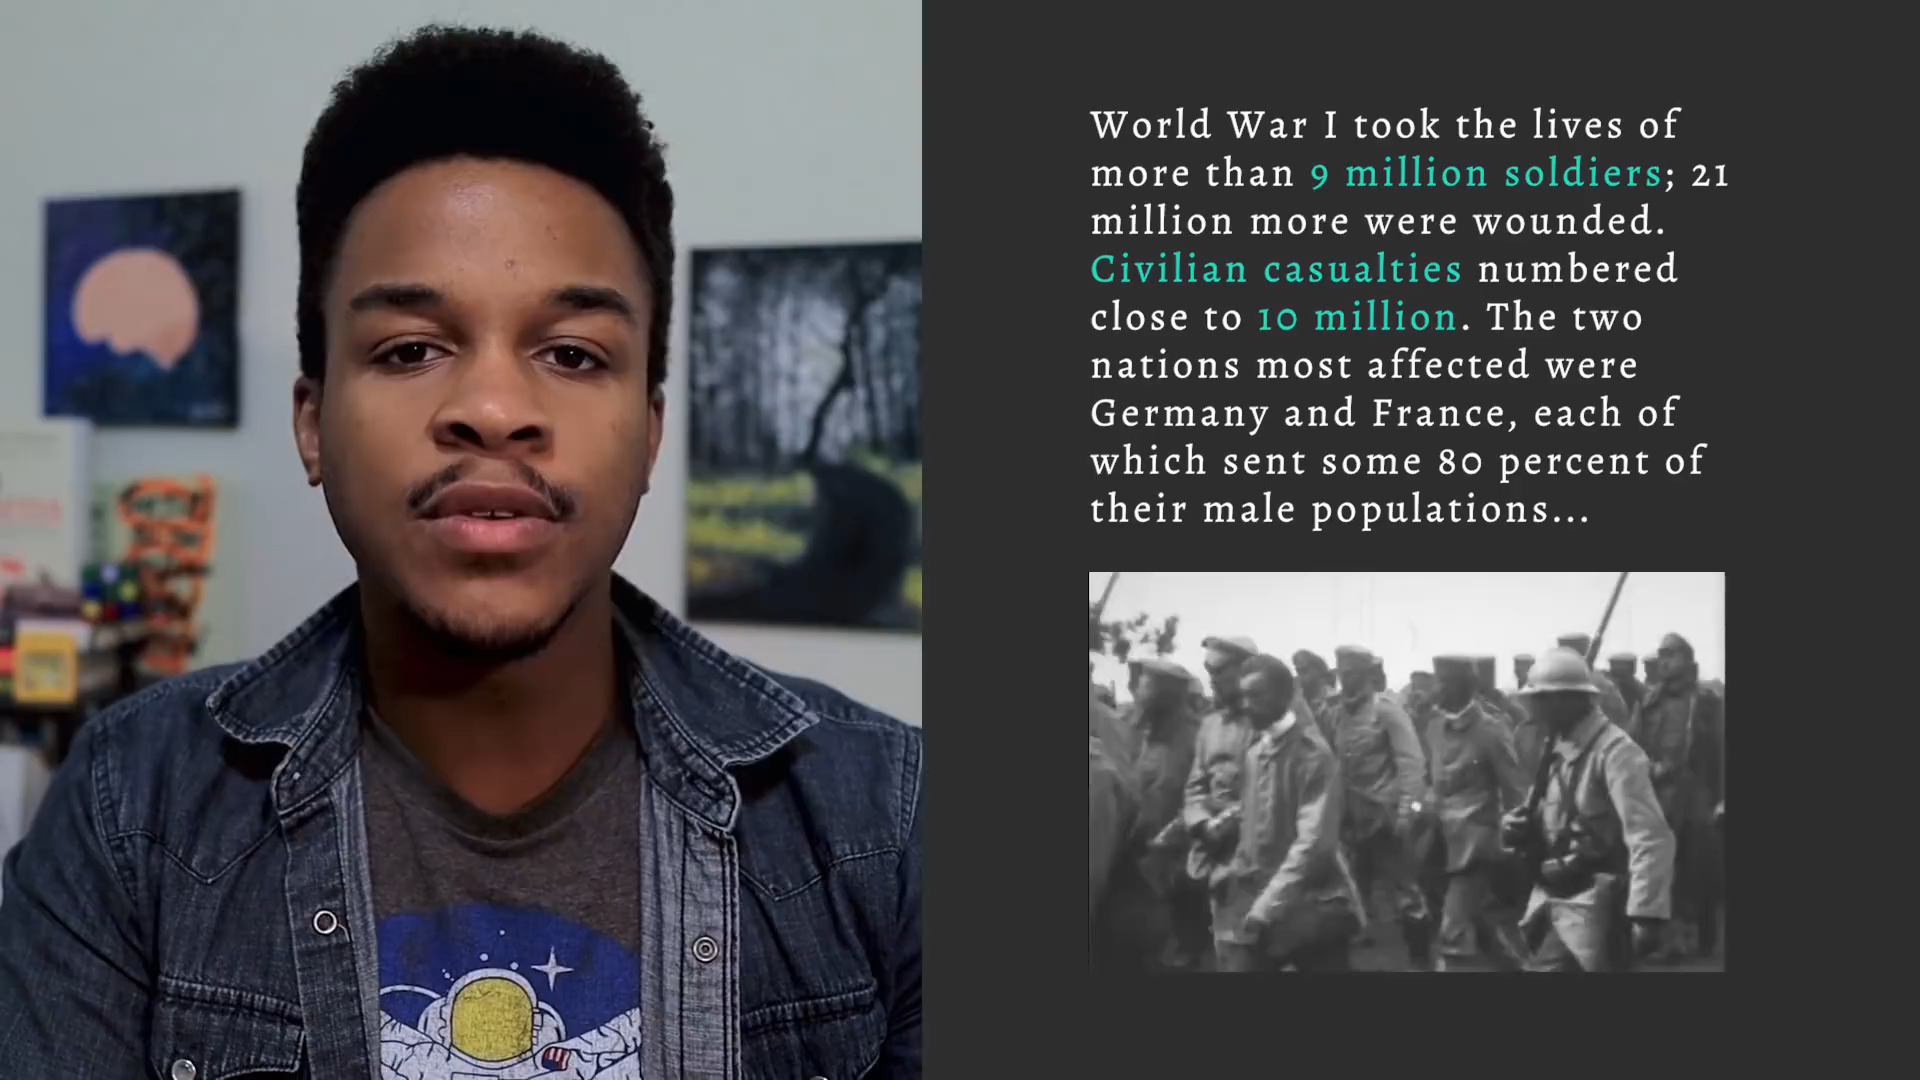 World War I took the lives of
more than 9 million soldiers; 21
million more were wounded.
Civilian casualties numbered
close to 10 million. The two
nations most affected were
Germany and France, each of
which sent some 80 percent of
their male populations...